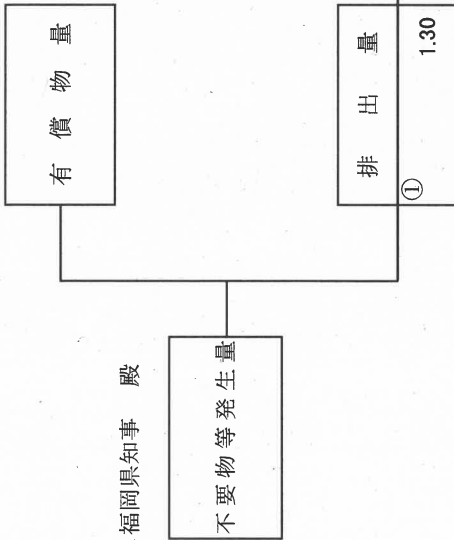 福岡県知事　殿
不要物等発生量
有償物量
排出量
①
1.30